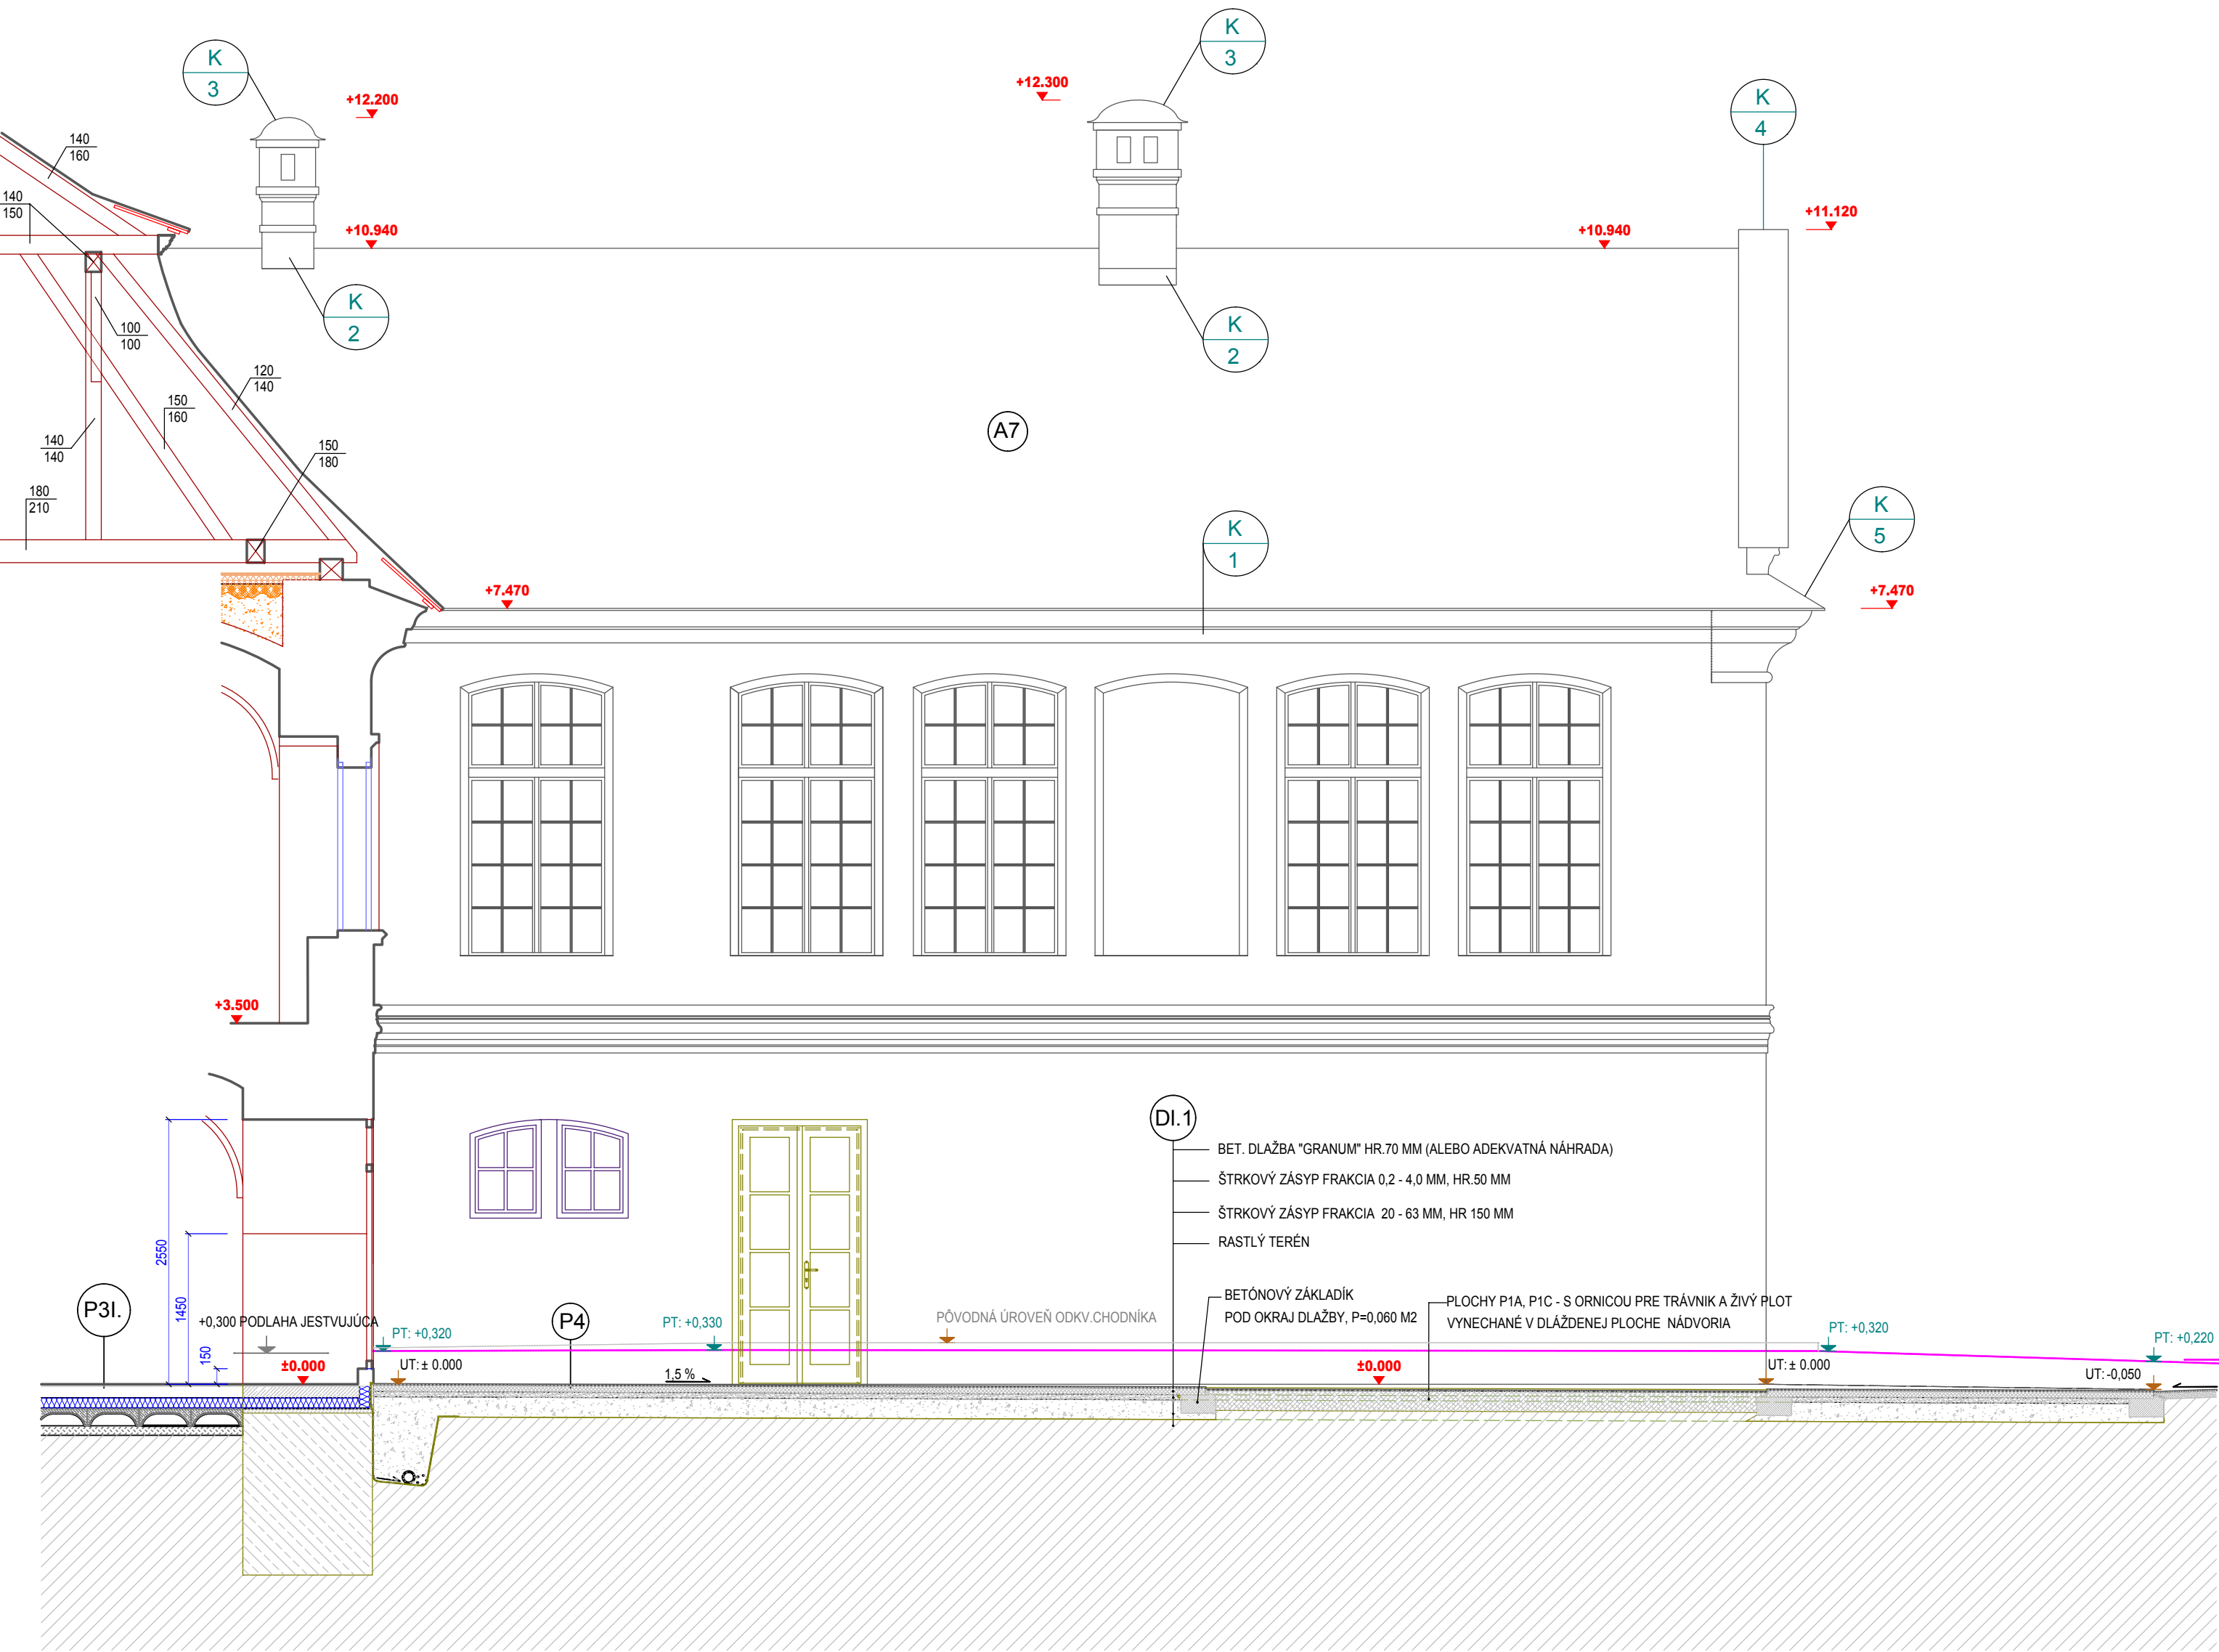 K
3
K
3
+12.200
+12.300
K
4
140
160
140
150
+10.940
+10.940
+11.120
K
2
K
2
100
100
120
140
150
160
140
140
150
180
180
210
A7
K
1
K
5
+7.470
+7.470
+3.500
DI.1
BET. DLAŽBA "GRANUM" HR.70 MM (ALEBO ADEKVATNÁ NÁHRADA)
ŠTRKOVÝ ZÁSYP FRAKCIA 0,2 - 4,0 MM, HR.50 MM
ŠTRKOVÝ ZÁSYP FRAKCIA 20 - 63 MM, HR 150 MM
RASTLÝ TERÉN
2550
1450
150
P3I.
+0,300 PODLAHA JESTVUJÚCA
±0.000
PT: +0,320
UT: ± 0.000
P4
PT: +0,330
1,5 %
PÔVODNÁ ÚROVEŇ ODKV.CHODNÍKA
BETÓNOVÝ ZÁKLADÍK
POD OKRAJ DLAŽBY, P=0,060 M2
PLOCHY P1A, P1C - S ORNICOU PRE TRÁVNIK A ŽIVÝ PLOT
VYNECHANÉ V DLÁŽDENEJ PLOCHE NÁDVORIA
±0.000
PT: +0,320
UT: ± 0.000
PT: +0,220
UT: -0,050